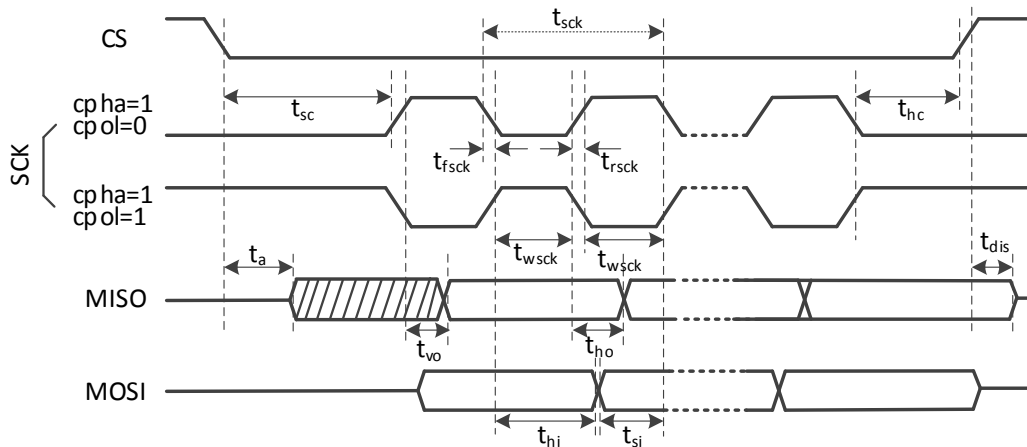 t_sck
CS
cpha=1
cpol=0
t_sc
t_hc
SCK
t_fsck
t_rsck
cpha=1
cpol=1
t_a
t_wsck
t_wsck
t_dis
MISO
t_vo
t_ho
MOSI
t_hi
t_si